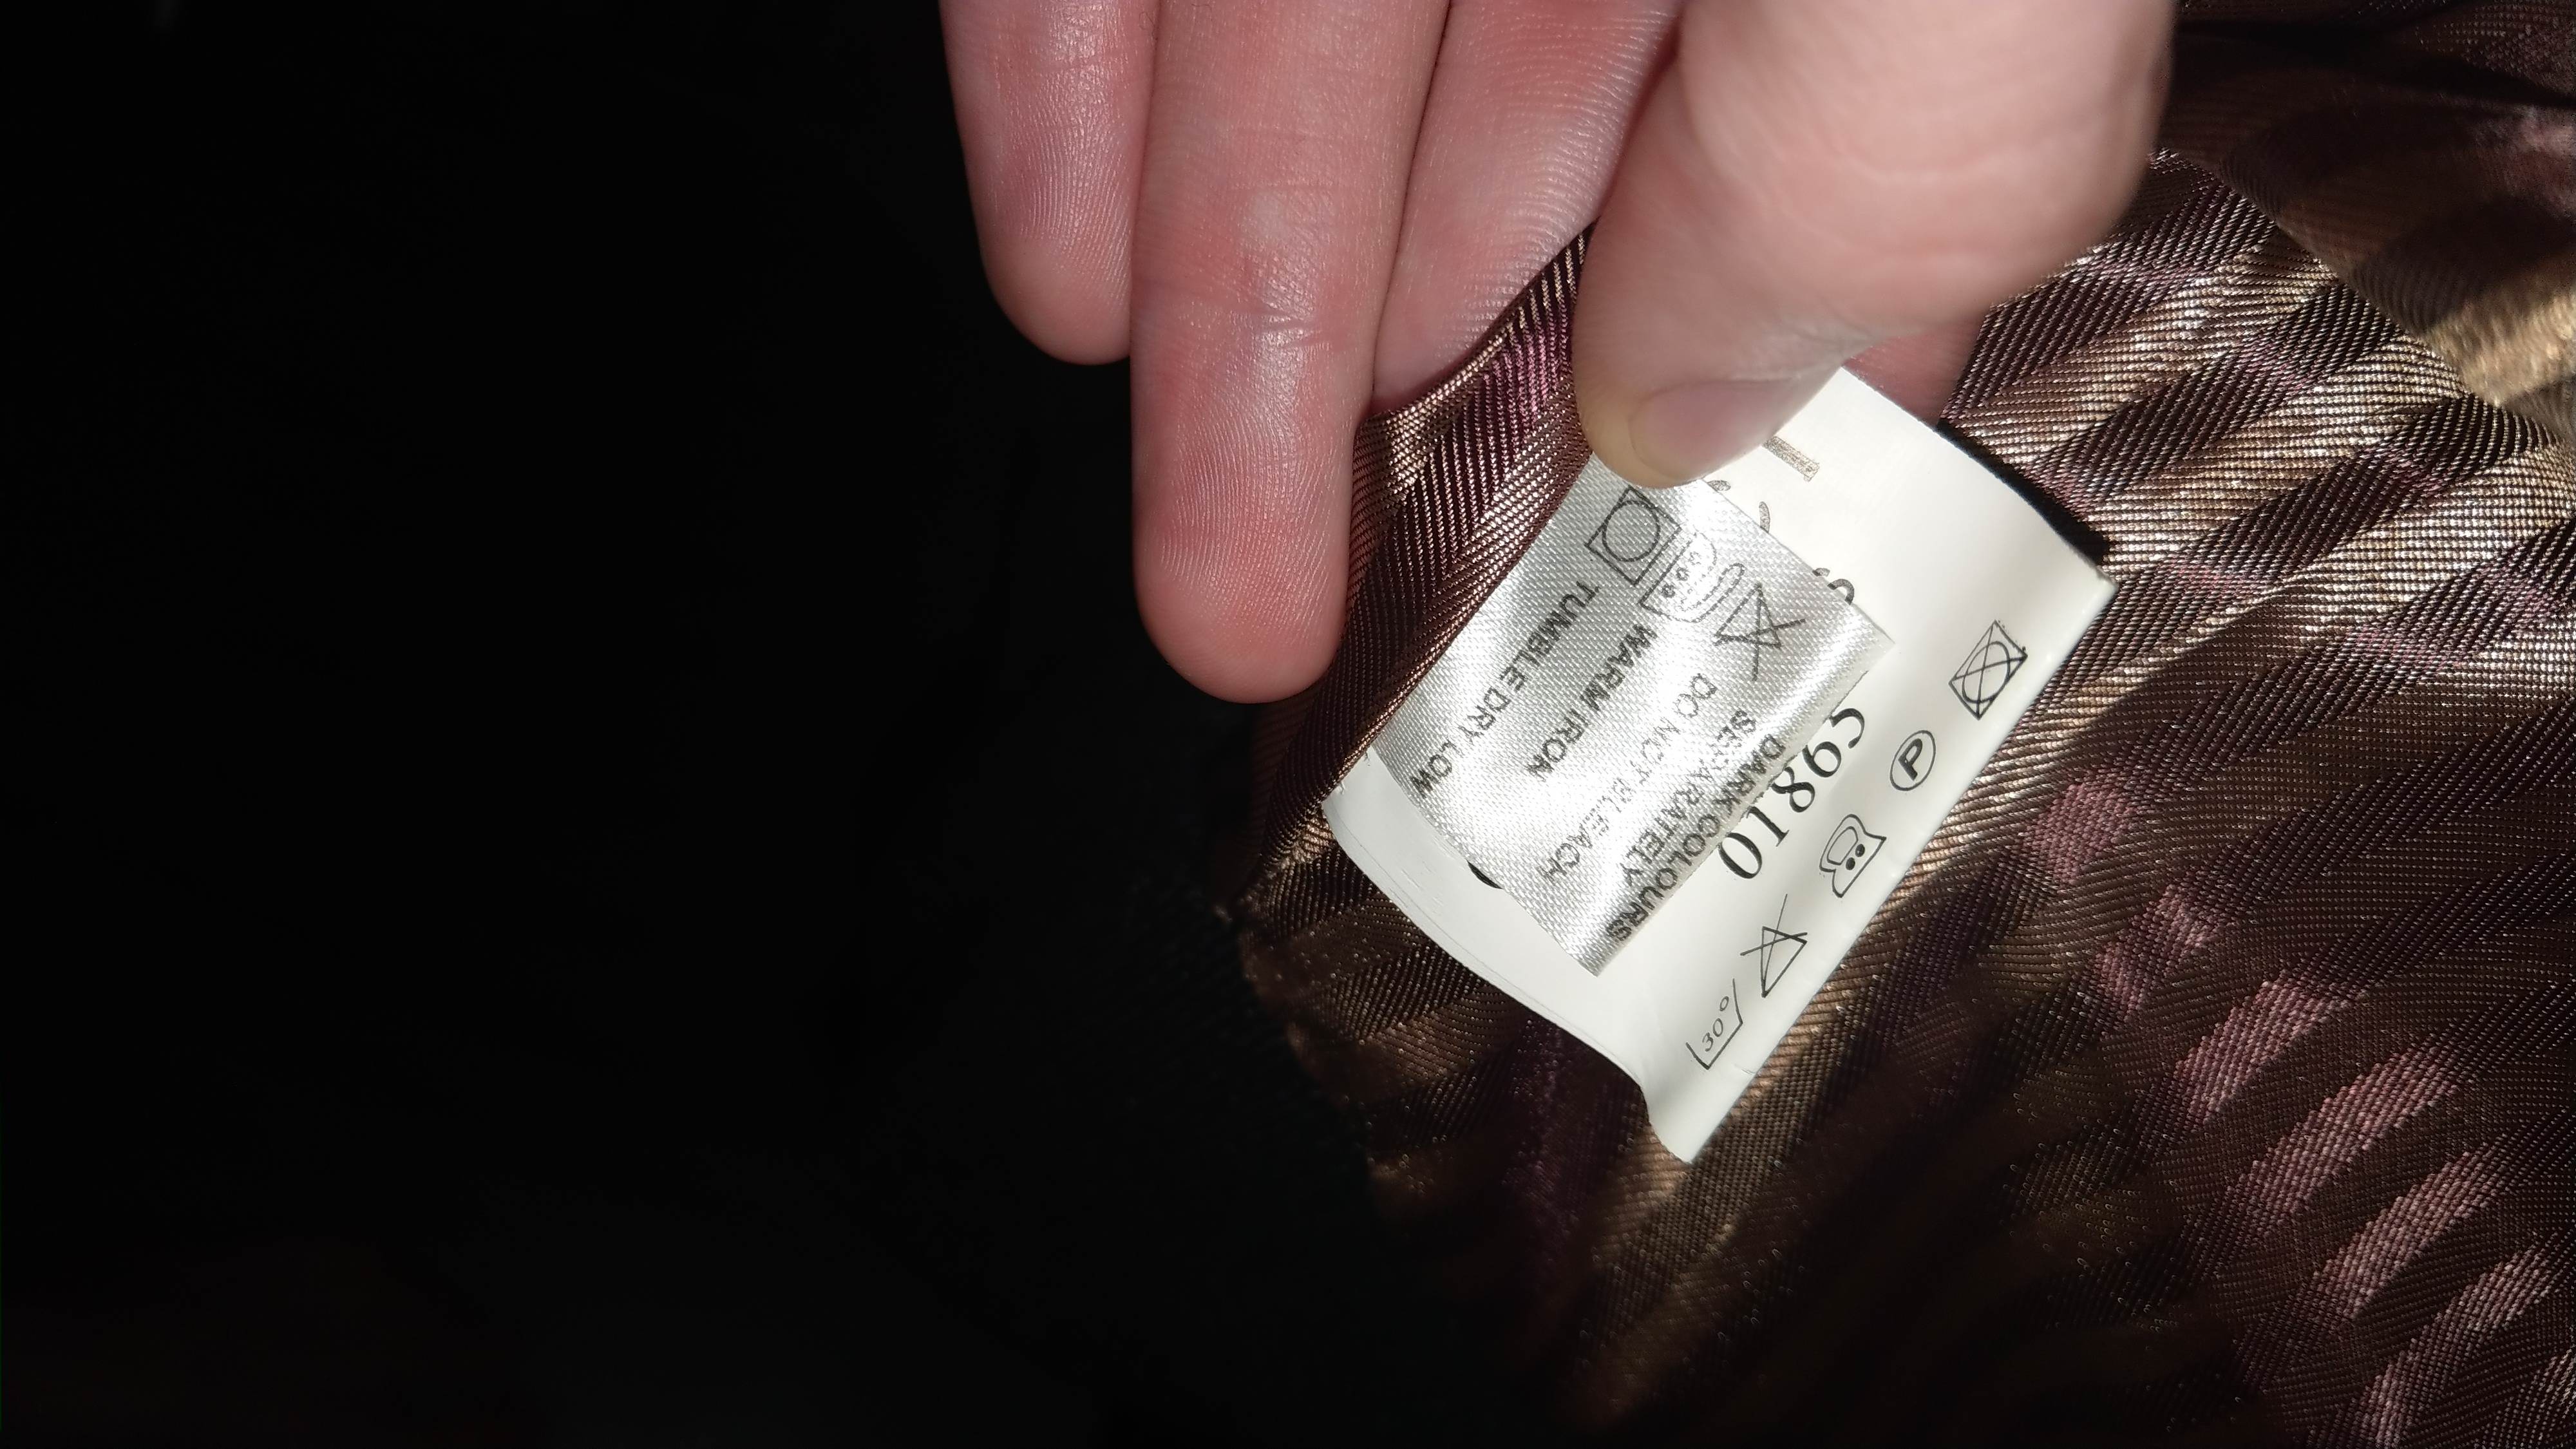 DARK COLOURS
SEPARATELY
DO NOT BLEACH
WARM IRON
TUMBLE DRY LOW
01865
30°
P